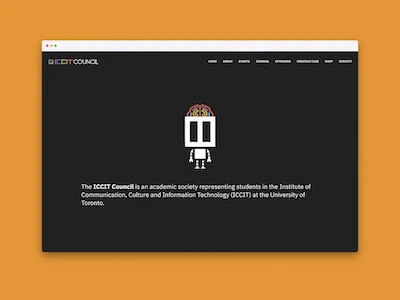 ICCIT COUNCIL
HOME ABOUT EVENTS JOURNAL SPONSORS CREATIVE CASE SHOP CONTACT
The ICCIT Council is an academic society representing students in the Institute of
Communication, Culture and Information Technology (ICCIT) at the University of
Toronto.